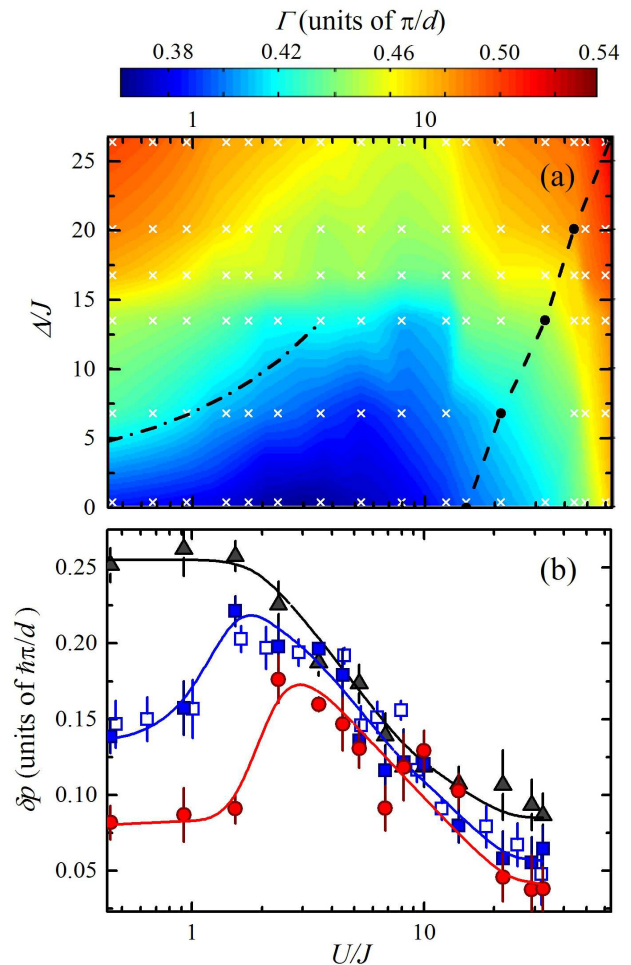 Γ (units of π/d)
0.38 0.42 0.46 0.50 0.54
1 10
(a)
25
20
15
10
5
0
Δ/J
(b)
0.25
0.20
0.15
0.10
0.05
δp (units of ħπ/d)
1 10
U/J